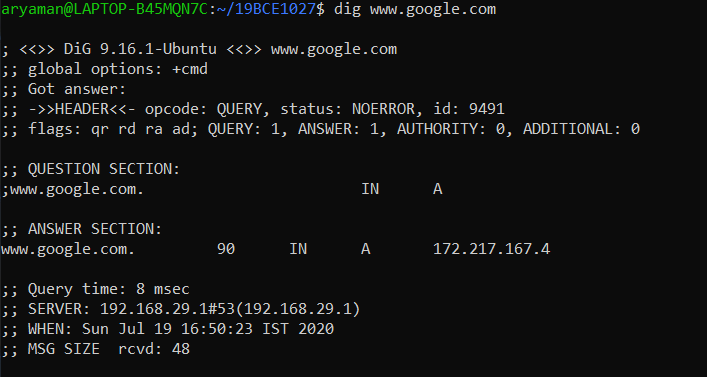 aryaman@LAPTOP-B45MQN7C:~/19BCE1027$ dig www.google.com
; <<>> DiG 9.16.1-Ubuntu <<>> www.google.com
;; global options: +cmd
;; Got answer:
;; ->>HEADER<<- opcode: QUERY, status: NOERROR, id: 9491
;; flags: qr rd ra ad; QUERY: 1, ANSWER: 1, AUTHORITY: 0, ADDITIONAL: 0
;; QUESTION SECTION:
;www.google.com. IN A
;; ANSWER SECTION:
www.google.com. 90 IN A 172.217.167.4
;; Query time: 8 msec
;; SERVER: 192.168.29.1#53(192.168.29.1)
;; WHEN: Sun Jul 19 16:50:23 IST 2020
;; MSG SIZE rcvd: 48